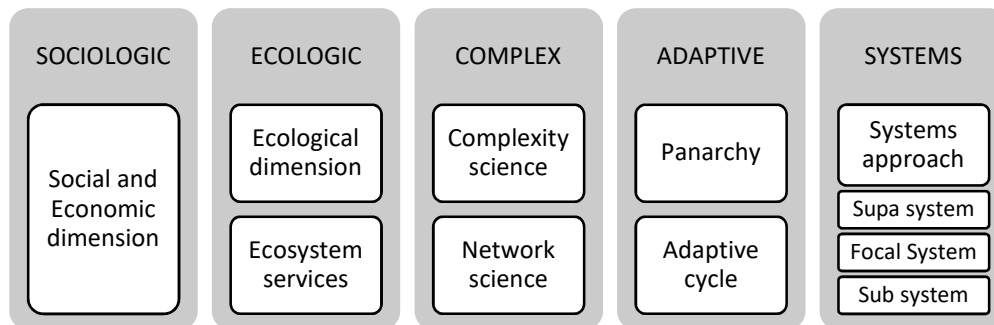 SOCIOLOGIC
Social and
Economic
dimension
ECOLOGIC
Ecological
dimension
Ecosystem
services
COMPLEX
Complexity
science
Network
science
ADAPTIVE
Panarchy
Adaptive
cycle
SYSTEMS
Systems
approach
Supa system
Focal System
Sub system